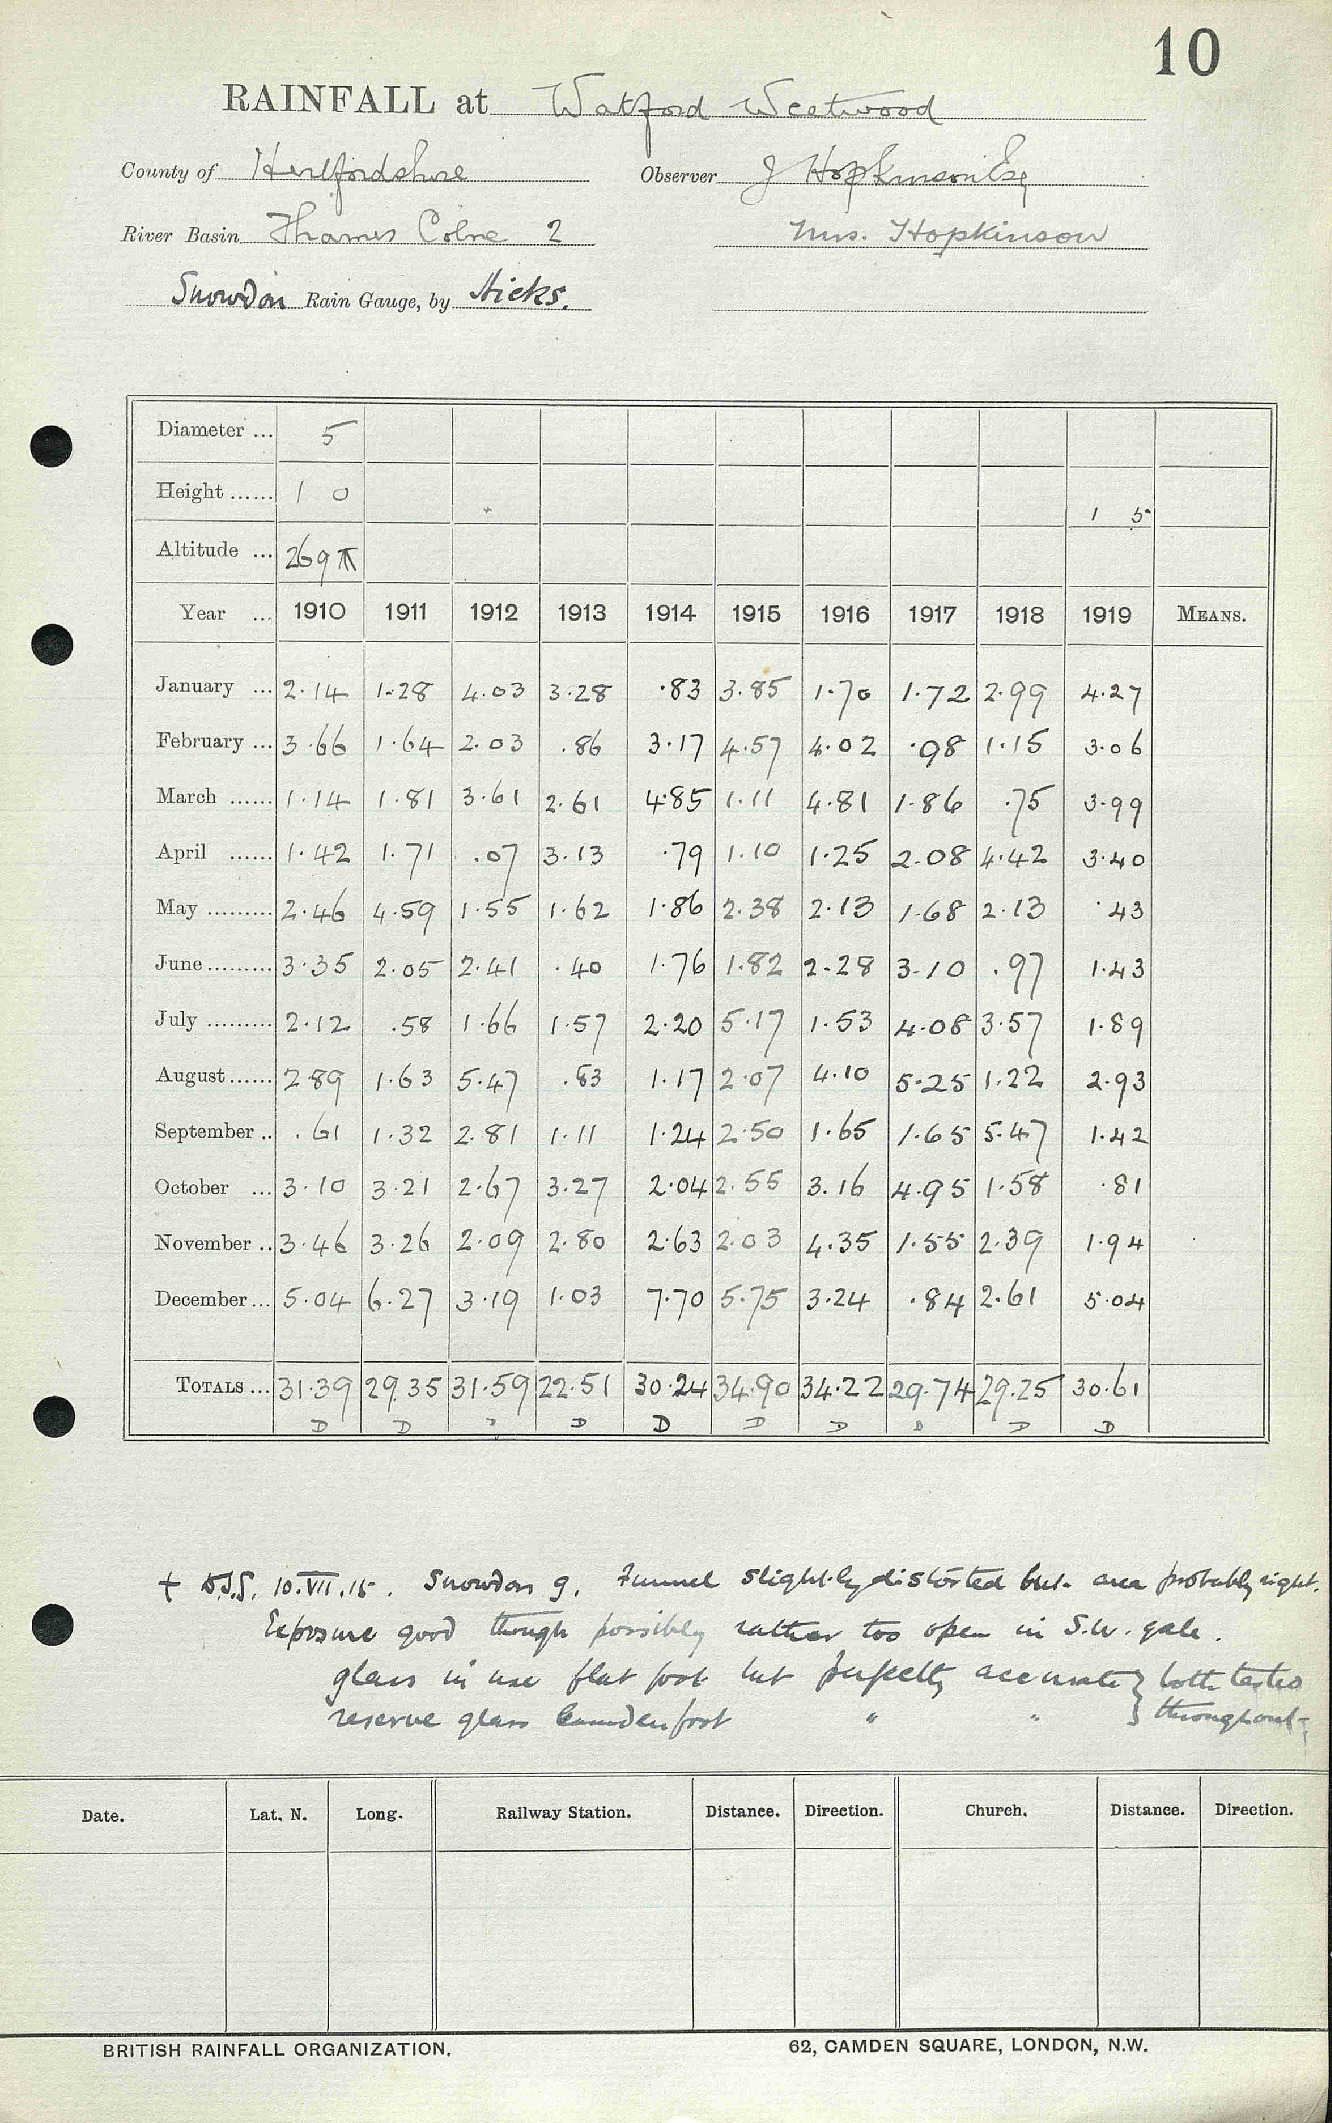 10
RAINFALL at Watford Weetwood
County of Hertfordshire Observer J Hopkinson Esq
River Basin Thames Colne 2 Mrs. Hopkinson
Snowdon Rain Gauge, by Hicks.
Diameter ... 5
Height ...... 1 0 1 5
Altitude ... 269
Year ... 1910 1911 1912 1913 1914 1915 1916 1917 1918 1919 MEANS.
January ... 2.14 1.28 4.03 3.28 .83 3.85 1.70 1.72 2.99 4.27
February ... 3.66 1.64 2.03 .86 3.17 4.57 4.02 .98 1.15 3.06
March ...... 1.14 1.81 3.61 2.61 4.85 1.11 4.81 1.86 .75 3.99
April ...... 1.42 1.71 .07 3.13 .79 1.10 1.25 2.08 4.42 3.40
May ......... 2.46 4.59 1.55 1.62 1.86 2.38 2.13 1.68 2.13 .43
June ......... 3.35 2.05 2.41 .40 1.76 1.82 2.28 3.10 .97 1.43
July ......... 2.12 .58 1.66 1.57 2.20 5.17 1.53 4.08 3.57 1.89
August ...... 2.89 1.63 5.47 .83 1.17 2.07 4.10 5.25 1.22 2.93
September .. .61 1.32 2.81 1.11 1.24 2.50 1.65 1.65 5.47 1.42
October ... 3.10 3.21 2.67 3.27 2.04 2.55 3.16 4.95 1.58 .81
November .. 3.46 3.26 2.09 2.80 2.63 2.03 4.35 1.55 2.39 1.94
December ... 5.04 6.27 3.19 1.03 7.70 5.75 3.24 .84 2.61 5.04
TOTALS ... 31.39 29.35 31.59 22.51 30.24 34.90 34.22 29.74 29.25 30.61
D D D D D D D D D
+ 10.VII.15. Snowdon g. Funnel slightly distorted but area probably right.
Exposure good though possibly rather too open in S.W. gale.
glass in use flat foot but perfectly accurate } both tested
reserve glass Camden foot " " } throughout
Date. Lat. N. Long. Railway Station. Distance. Direction. Church. Distance. Direction.
BRITISH RAINFALL ORGANIZATION. 62, CAMDEN SQUARE, LONDON, N.W.